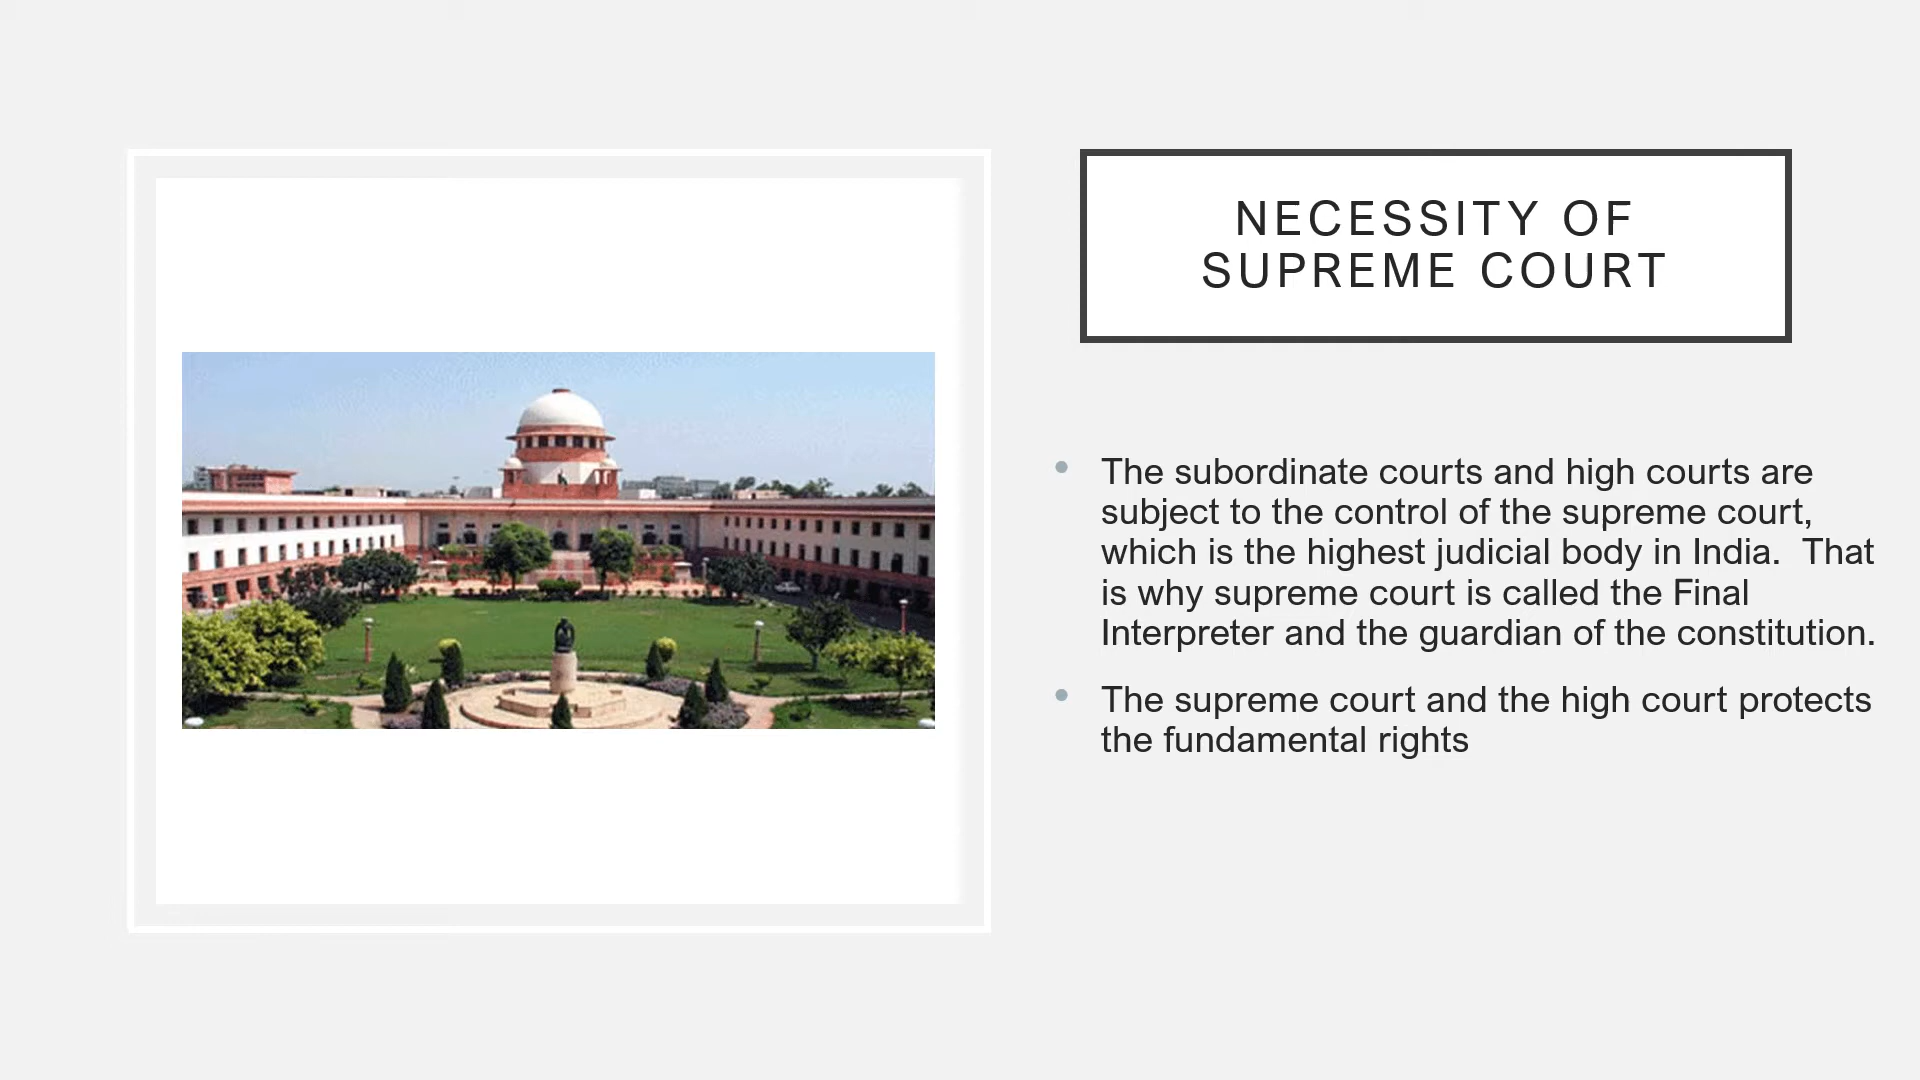 NECESSITY OF
SUPREME COURT
• The subordinate courts and high courts are
subject to the control of the supreme court,
which is the highest judicial body in India.  That
is why supreme court is called the Final
Interpreter and the guardian of the constitution.
• The supreme court and the high court protects
the fundamental rights